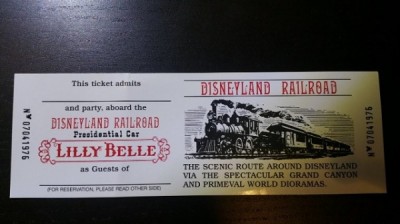 This ticket admits
and party, aboard the
DISNEYLAND RAILROAD
Presidential Car
LILLY BELLE
as Guests of
(FOR RESERVATION, PLEASE READ OTHER SIDE)
Nº 07041976
DISNEYLAND RAILROAD
THE SCENIC ROUTE AROUND DISNEYLAND
VIA THE SPECTACULAR GRAND CANYON
AND PRIMEVAL WORLD DIORAMAS.
Nº 07041976